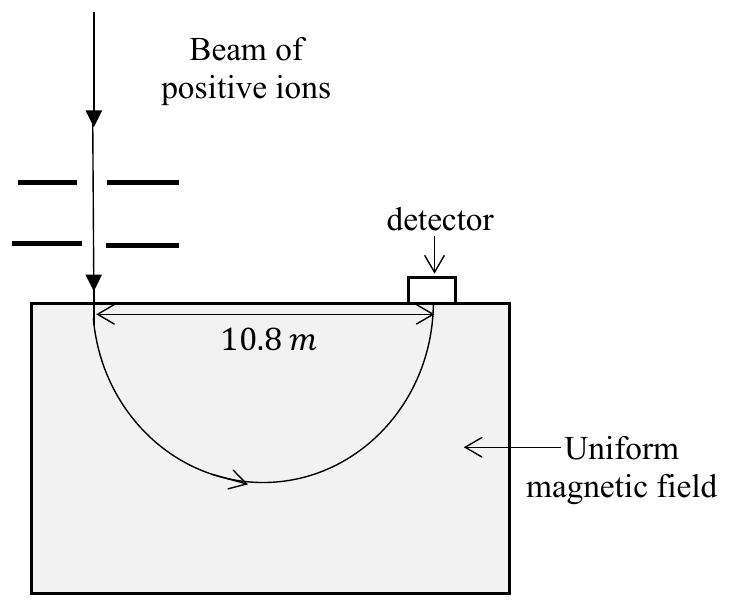 Beam of
positive ions
detector
10.8 m
Uniform
magnetic field